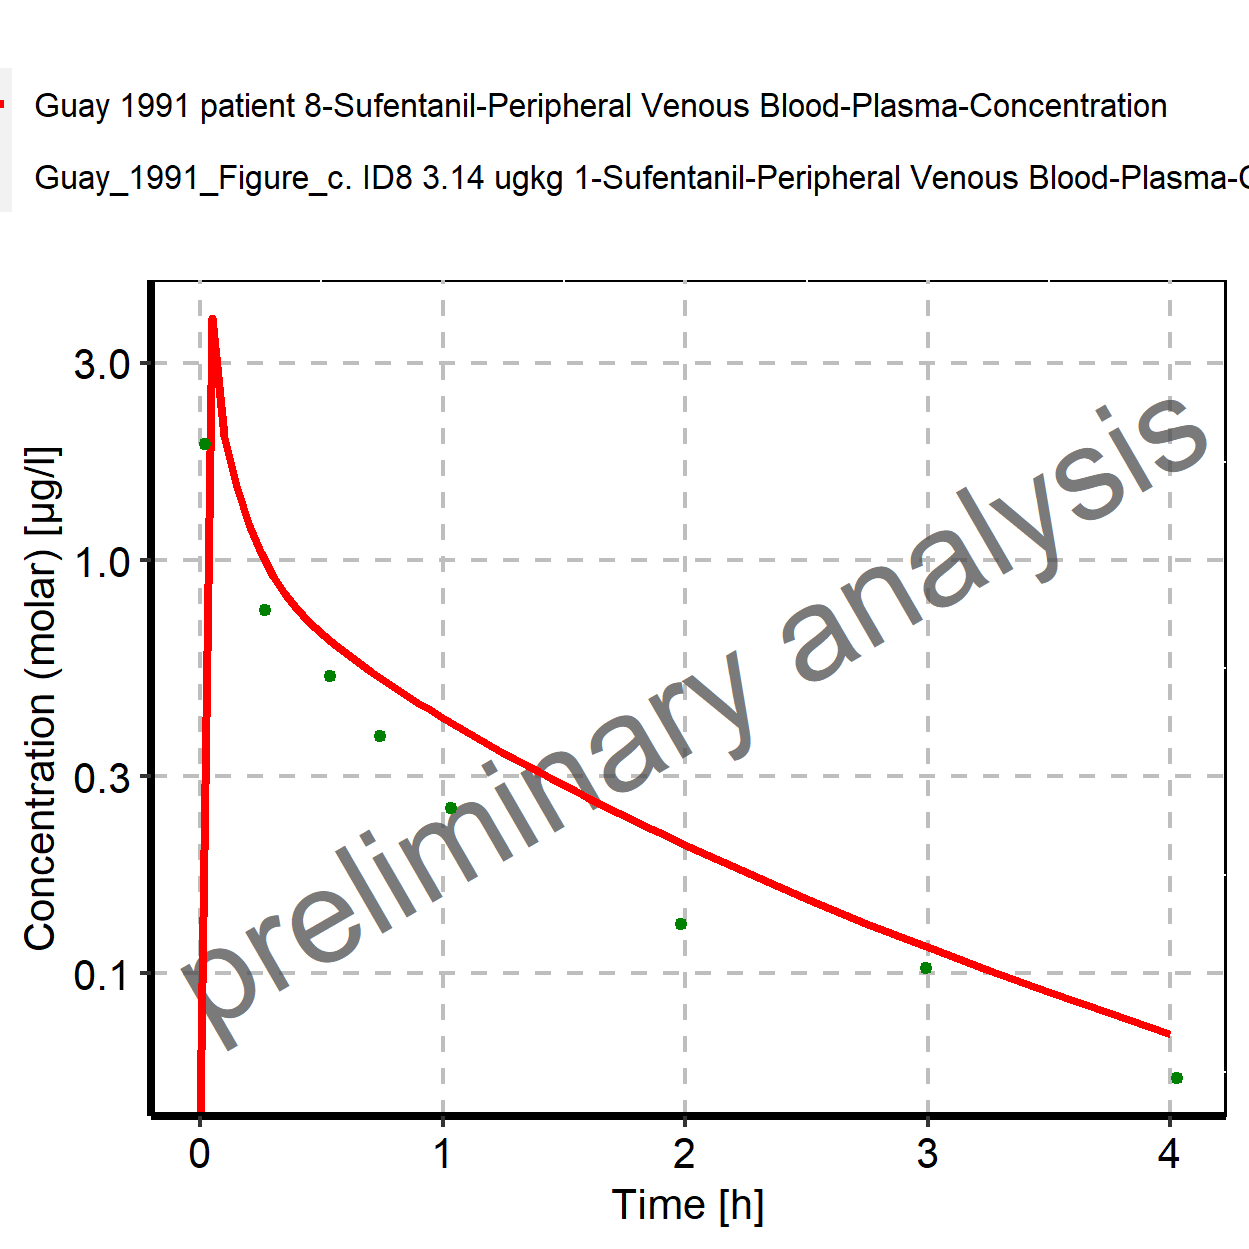 Guay 1991 patient 8-Sufentanil-Peripheral Venous Blood-Plasma-Concentration
Guay_1991_Figure_c. ID8 3.14 ugkg 1-Sufentanil-Peripheral Venous Blood-Plasma-C
Concentration (molar) [µg/l]
3.0
1.0
0.3
0.1
preliminary analysis
0 1 2 3 4
Time [h]